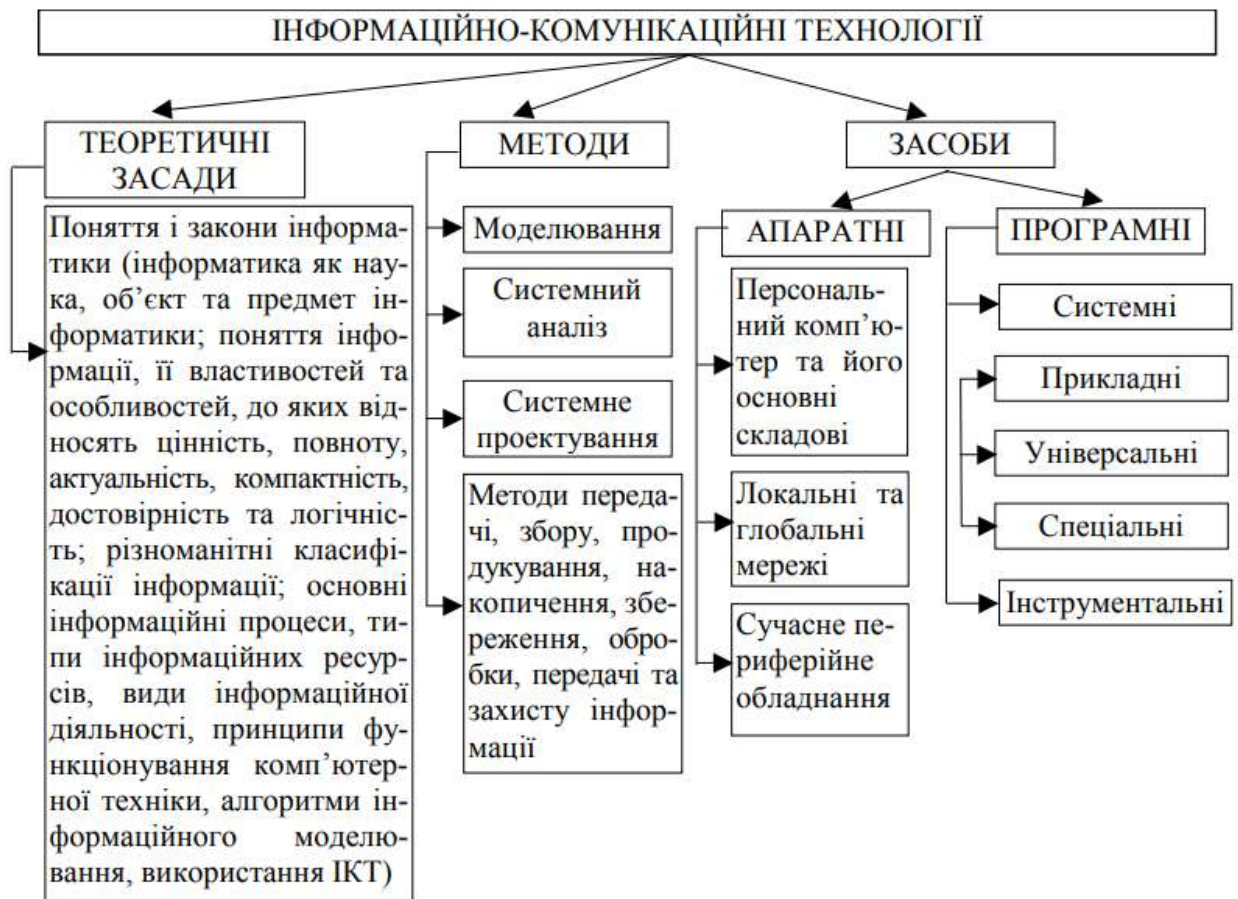 ІНФОРМАЦІЙНО-КОМУНІКАЦІЙНІ ТЕХНОЛОГІЇ
ТЕОРЕТИЧНІ
ЗАСАДИ
Поняття і закони інформа-
тики (інформатика як нау-
ка, об’єкт та предмет ін-
форматики; поняття інфо-
рмації, її властивостей та
особливостей, до яких від-
носять цінність, повноту,
актуальність, компактність,
достовірність та логічніс-
ть; різноманітні класифі-
кації інформації; основні
інформаційні процеси, ти-
пи інформаційних ресур-
сів, види інформаційної
діяльності, принципи фу-
нкціонування комп’ютер-
ної техніки, алгоритми ін-
формаційного моделю-
вання, використання ІКТ)
МЕТОДИ
Моделювання
Системний
аналіз
Системне
проектування
Методи переда-
чі, збору, про-
дукування, на-
копичення, збе-
реження, обро-
бки, передачі та
захисту інфор-
мації
ЗАСОБИ
АПАРАТНІ
Персональ-
ний комп’ю-
тер та його
основні
складові
Локальні та
глобальні
мережі
Сучасне пе-
риферійне
обладнання
ПРОГРАМНІ
Системні
Прикладні
Універсальні
Спеціальні
Інструментальні